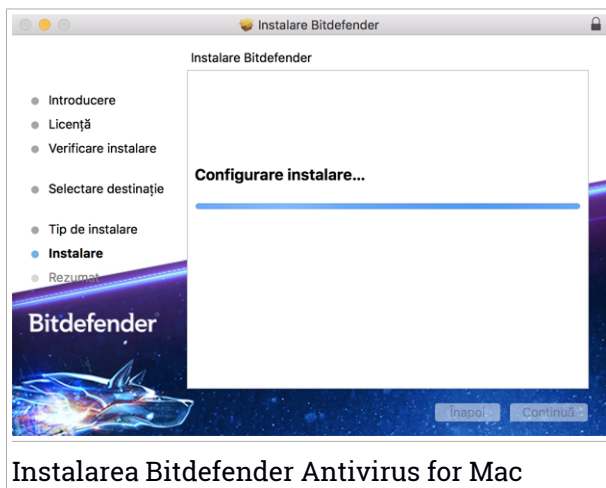 Instalare Bitdefender
Instalare Bitdefender
Introducere
Licență
Verificare instalare
Selectare destinație
Tip de instalare
Instalare
Rezumat
Configurare instalare...
Bitdefender
Înapoi
Continuă
Instalarea Bitdefender Antivirus for Mac